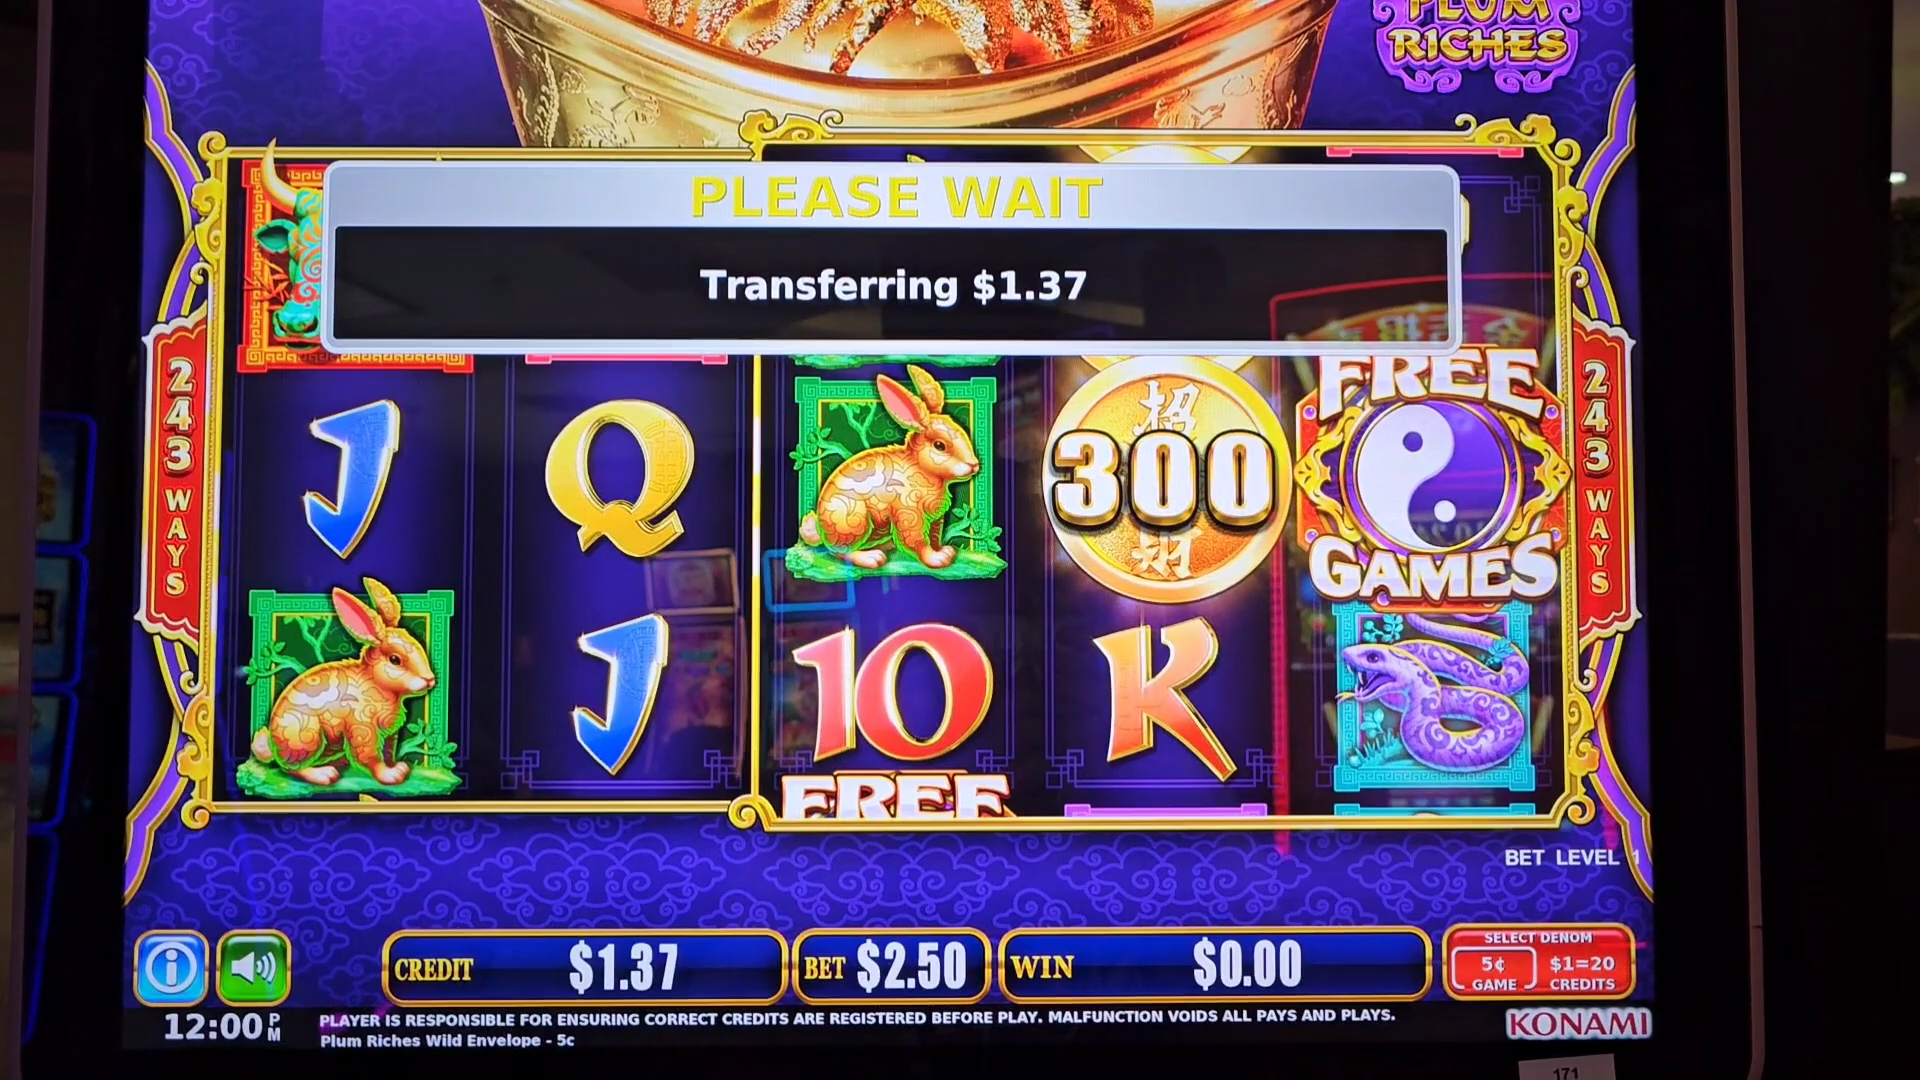 PLUM
RICHES
PLEASE WAIT
Transferring $1.37
243 WAYS
J
Q
招
300
財
FREE
GAMES
243 WAYS
J
10
K
FREE
BET LEVEL 1
CREDIT $1.37
BET $2.50
WIN $0.00
SELECT DENOM
5¢ GAME
$1=20 CREDITS
12:00 PM
PLAYER IS RESPONSIBLE FOR ENSURING CORRECT CREDITS ARE REGISTERED BEFORE PLAY. MALFUNCTION VOIDS ALL PAYS AND PLAYS.
Plum Riches Wild Envelope - 5c
KONAMI
171